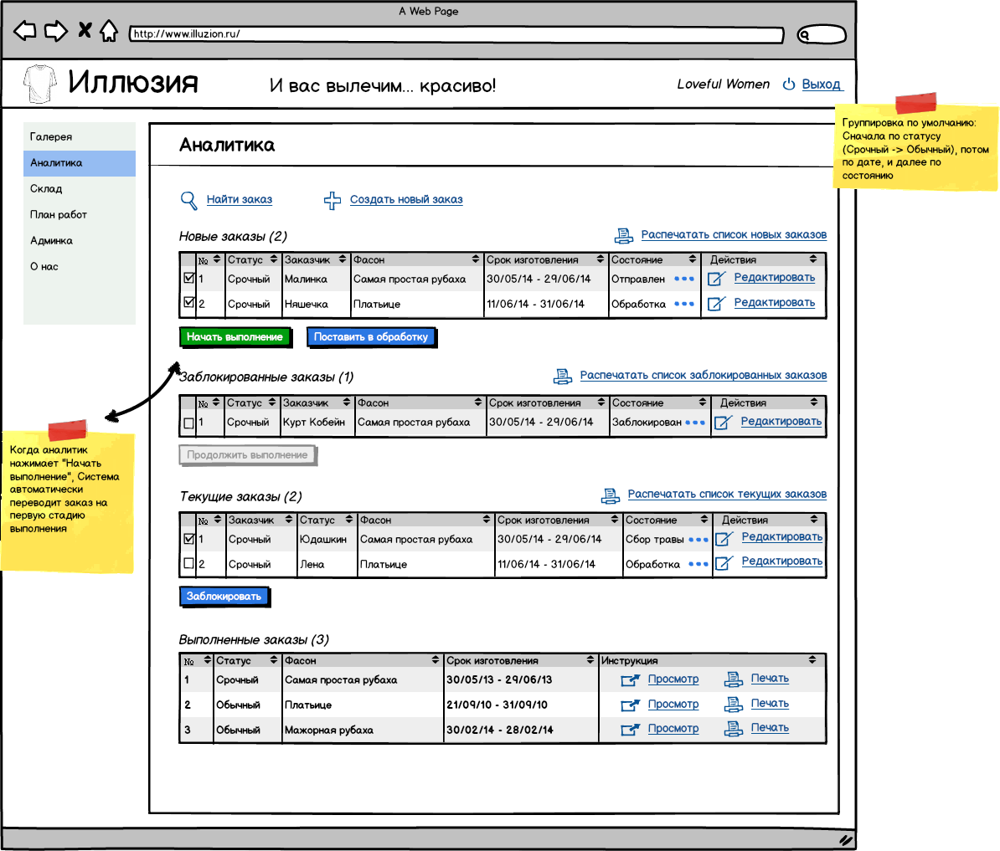 A Web Page
http://www.illuzion.ru/
Иллюзия
И вас вылечим... красиво!
Loveful Women
Выход
Группировка по умолчанию:
Сначала по статусу
(Срочный -> Обычный), потом
по дате, и далее по
состоянию
Галерея
Аналитика
Склад
План работ
Админка
О нас
Аналитика
Найти заказ
Создать новый заказ
Новые заказы (2)
Распечатать список новых заказов
№ Статус Заказчик Фасон Срок изготовления Состояние Действия
1 Срочный Малинка Самая простая рубаха 30/05/14 - 29/06/14 Отправлен Редактировать
2 Срочный Няшечка Платьице 11/06/14 - 31/06/14 Обработка Редактировать
Начать выполнение
Поставить в обработку
Заблокированные заказы (1)
Распечатать список заблокированных заказов
№ Статус Заказчик Фасон Срок изготовления Состояние Действия
1 Срочный Курт Кобейн Самая простая рубаха 30/05/14 - 29/06/14 Заблокирован Редактировать
Продолжить выполнение
Когда аналитик
нажимает "Начать
выполнение", Система
автоматически
переводит заказ на
первую стадию
выполнения
Текущие заказы (2)
Распечатать список текущих заказов
№ Заказчик Статус Фасон Срок изготовления Состояние Действия
1 Срочный Юдашкин Самая простая рубаха 30/05/14 - 29/06/14 Сбор травы Редактировать
2 Срочный Лена Платьице 11/06/14 - 31/06/14 Обработка Редактировать
Заблокировать
Выполненные заказы (3)
№ Статус Фасон Срок изготовления Инструкция
1 Срочный Самая простая рубаха 30/05/13 - 29/06/13 Просмотр Печать
2 Обычный Платьице 21/09/10 - 31/09/10 Просмотр Печать
3 Обычный Мажорная рубаха 30/02/14 - 28/02/14 Просмотр Печать